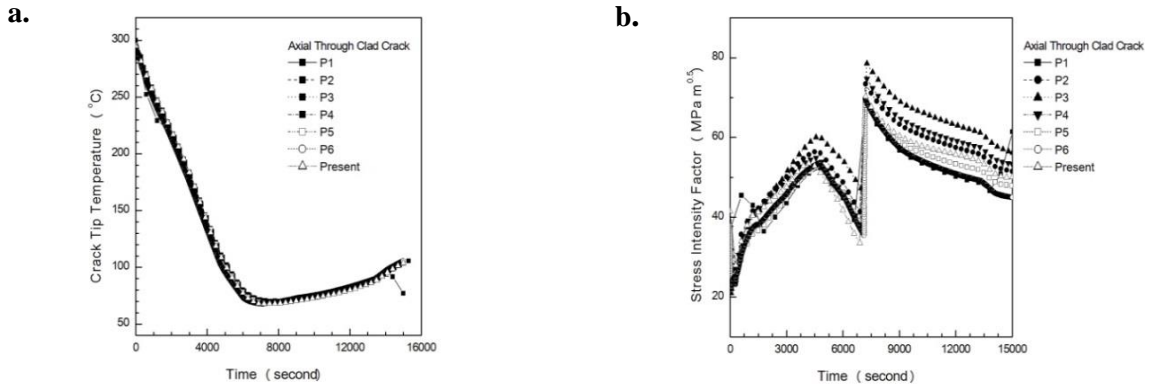 a.
300
250
200
150
100
50
Crack Tip Temperature ( °C)
0 4000 8000 12000 16000
Time ( second)
Axial Through Clad Crack
P1
P2
P3
P4
P5
P6
Present
b.
80
60
40
20
Stress Intensity Factor ( MPa m^0.5)
0 3000 6000 9000 12000 15000
Time ( second)
Axial Through Clad Crack
P1
P2
P3
P4
P5
P6
Present